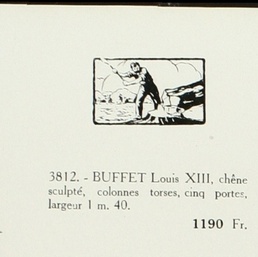 3812. - BUFFET Louis XIII, chêne
sculpté, colonnes torses, cinq portes,
largeur 1 m. 40.
1190 Fr.